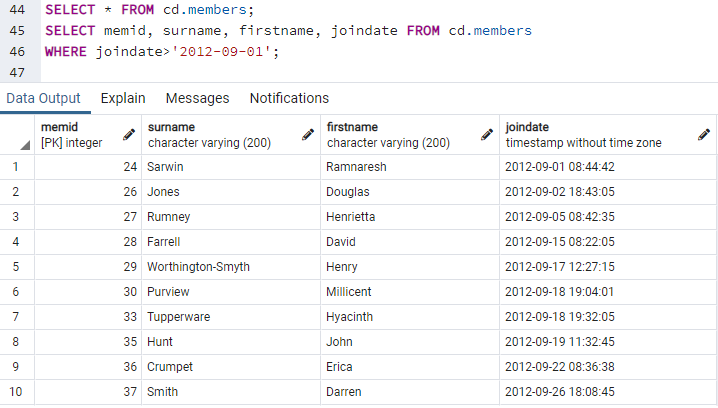 44 SELECT * FROM cd.members;
45 SELECT memid, surname, firstname, joindate FROM cd.members
46 WHERE joindate>'2012-09-01';
47
Data Output Explain Messages Notifications
memid surname firstname joindate
[PK] integer character varying (200) character varying (200) timestamp without time zone
1 24 Sarwin Ramnaresh 2012-09-01 08:44:42
2 26 Jones Douglas 2012-09-02 18:43:05
3 27 Rumney Henrietta 2012-09-05 08:42:35
4 28 Farrell David 2012-09-15 08:22:05
5 29 Worthington-Smyth Henry 2012-09-17 12:27:15
6 30 Purview Millicent 2012-09-18 19:04:01
7 33 Tupperware Hyacinth 2012-09-18 19:32:05
8 35 Hunt John 2012-09-19 11:32:45
9 36 Crumpet Erica 2012-09-22 08:36:38
10 37 Smith Darren 2012-09-26 18:08:45